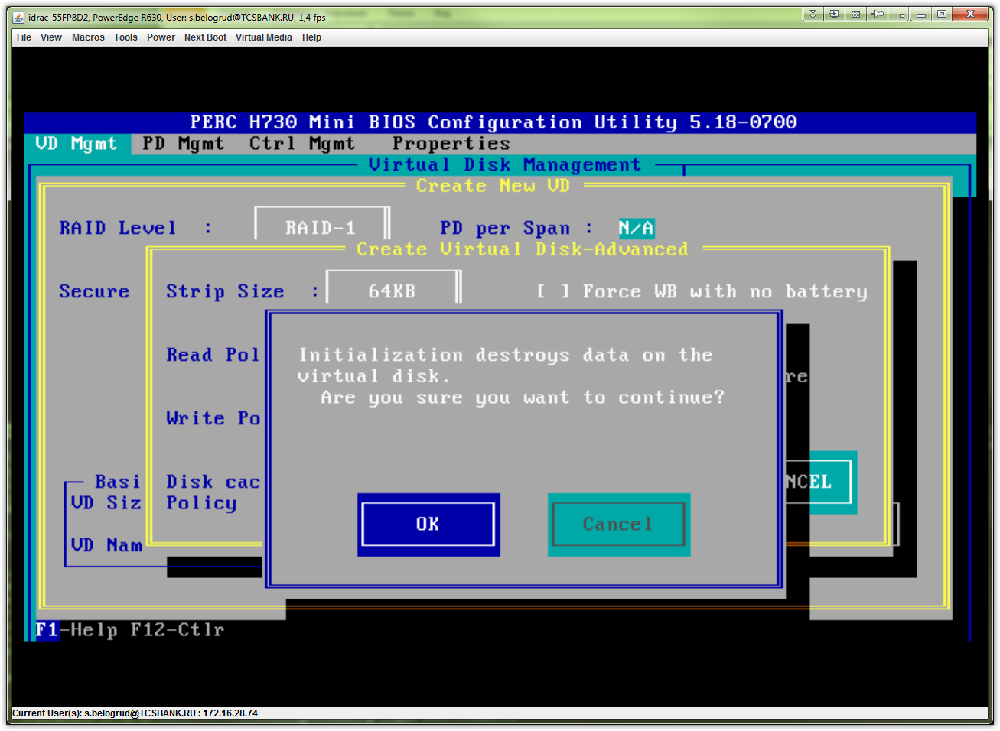 idrac-55FP8D2, PowerEdge R630, User: s.belogrud@TCSBANK.RU, 1,4 fps
File View Macros Tools Power Next Boot Virtual Media Help
PERC H730 Mini BIOS Configuration Utility 5.18-0700
VD Mgmt PD Mgmt Ctrl Mgmt Properties
Virtual Disk Management
Create New VD
RAID Level : RAID-1 PD per Span : N/A
Create Virtual Disk-Advanced
Secure Strip Size : 64KB [ ] Force WB with no battery
Read Pol
Initialization destroys data on the
virtual disk.
re
Are you sure you want to continue?
Write Po
Basi Disk cac
NCEL
VD Siz Policy
OK Cancel
VD Nam
F1-Help F12-Ctlr
Current User(s): s.belogrud@TCSBANK.RU : 172.16.28.74